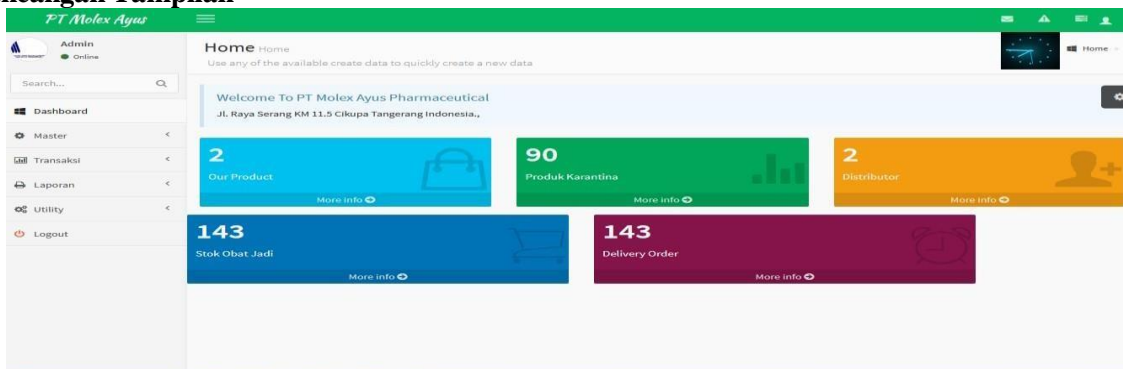 ncangan Tampilan
PT Molex Ayus
Admin
Online
Home Home
Use any of the available create data to quickly create a new data
Home
Search...
Welcome To PT Molex Ayus Pharmaceutical
Jl. Raya Serang KM 11.5 Cikupa Tangerang Indonesia.,
Dashboard
Master
Transaksi
Laporan
Utility
Logout
2
Our Product
More info
90
Produk Karantina
More info
2
Distributor
More info
143
Stok Obat Jadi
More info
143
Delivery Order
More info